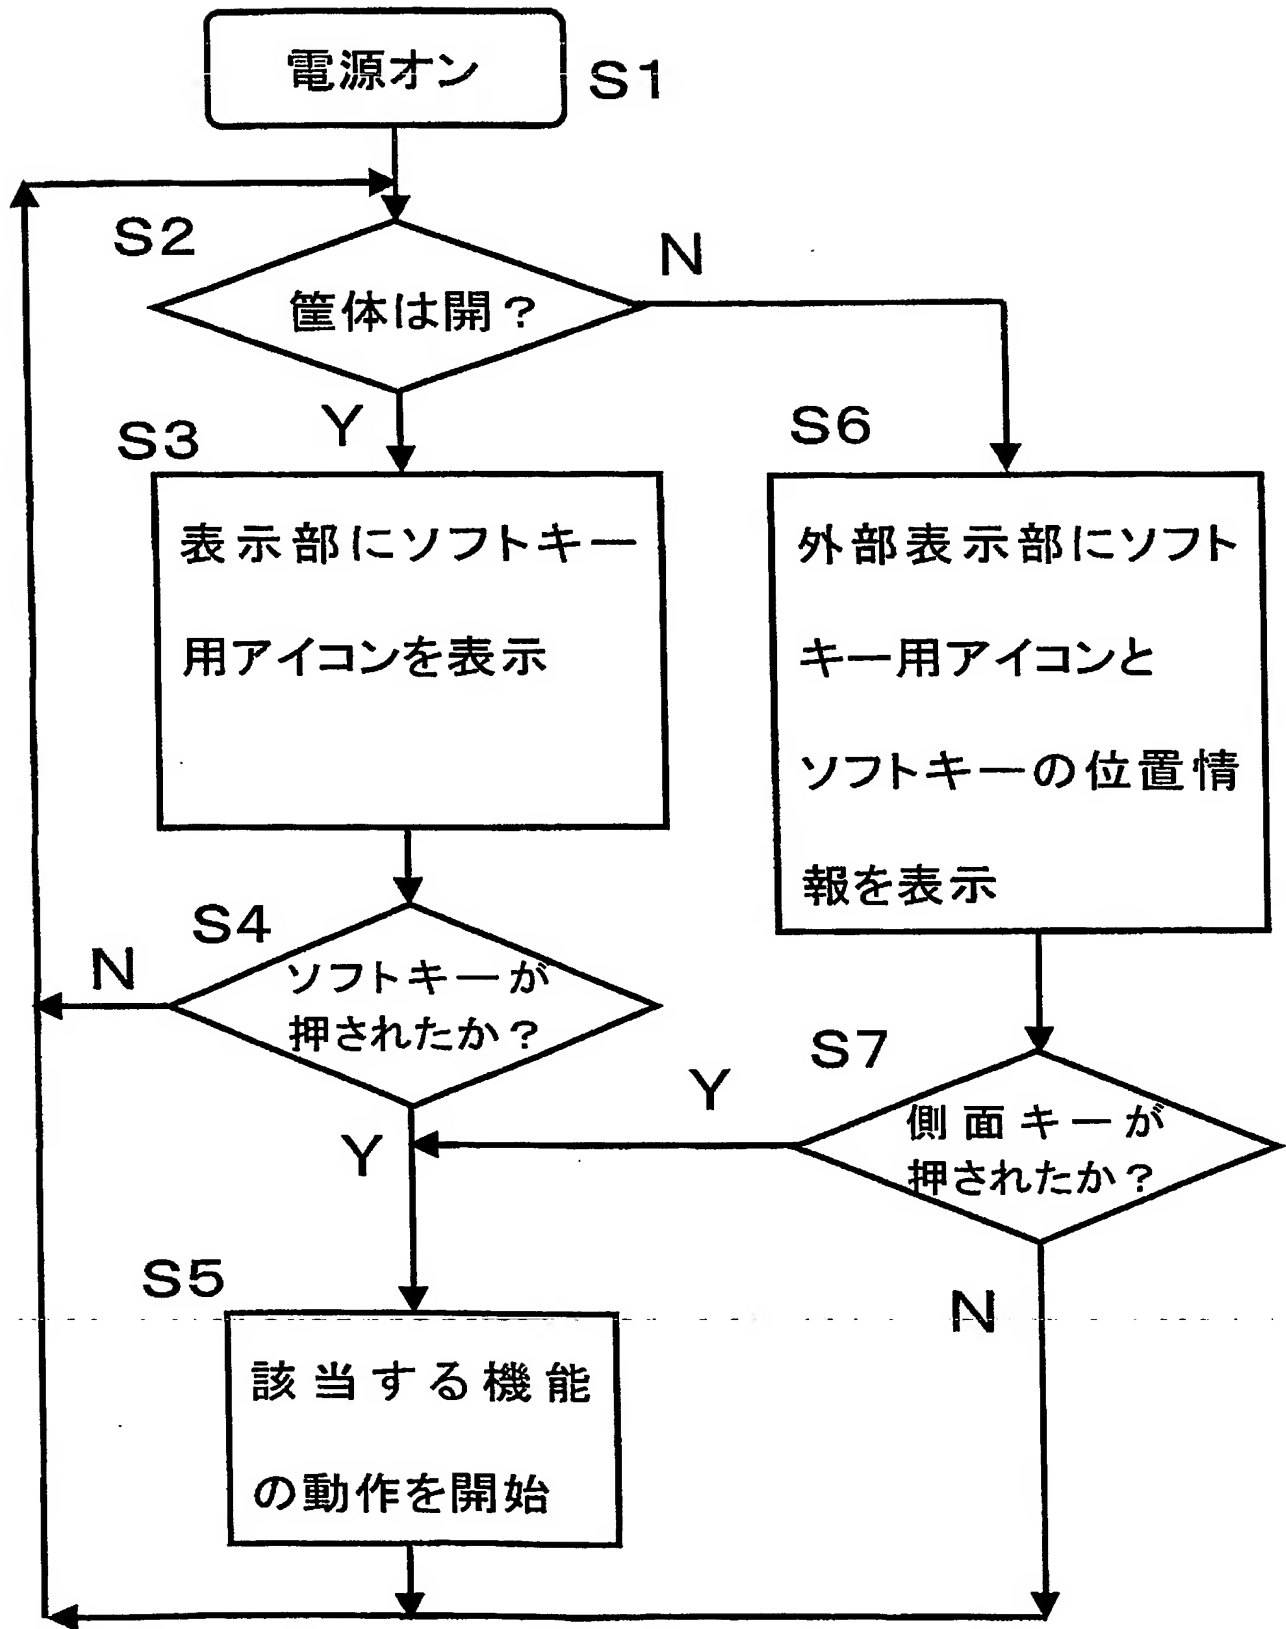 電源オン
S1
S2
筐体は開?
N
Y
S3
表示部にソフトキー
用アイコンを表示
S6
外部表示部にソフト
キー用アイコンと
ソフトキーの位置情
報を表示
S4
ソフトキーが
押されたか?
N
Y
S7
側面キーが
押されたか?
Y
N
S5
該当する機能
の動作を開始